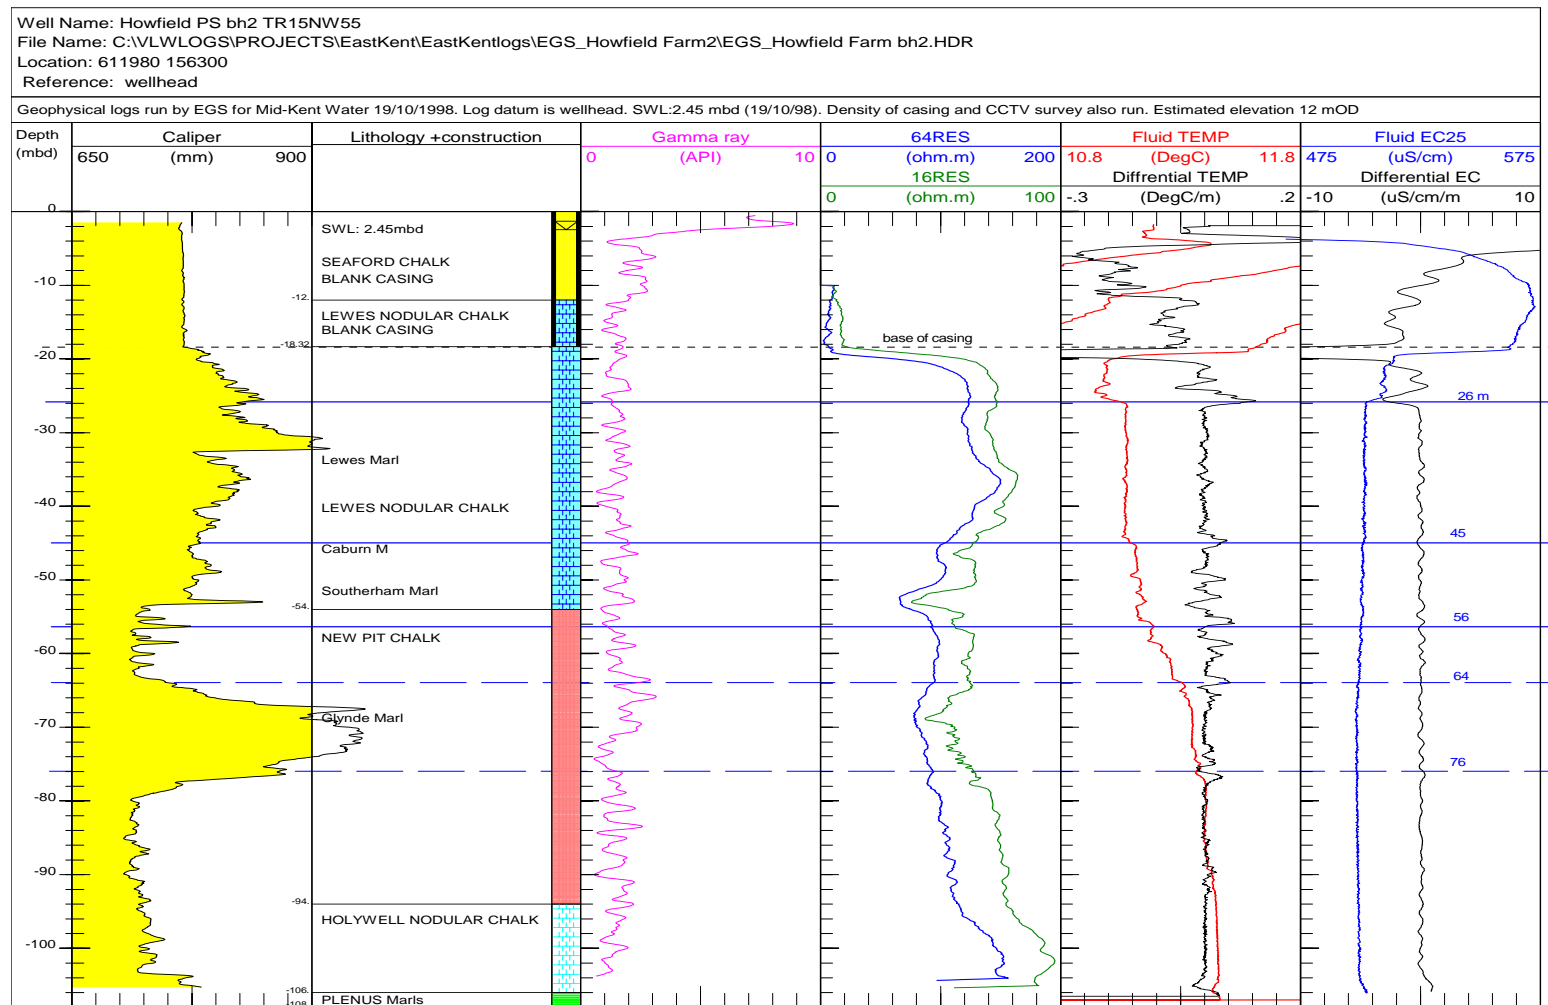 Well Name: Howfield PS bh2 TR15NW55
File Name: C:\VLWLOGS\PROJECTS\EastKent\EastKentlogs\EGS_Howfield Farm2\EGS_Howfield Farm bh2.HDR
Location: 611980 156300
Reference: wellhead
Geophysical logs run by EGS for Mid-Kent Water 19/10/1998. Log datum is wellhead. SWL:2.45 mbd (19/10/98). Density of casing and CCTV survey also run. Estimated elevation 12 mOD
Depth Caliper Lithology +construction Gamma ray 64RES Fluid TEMP Fluid EC25
(mbd) 650 (mm) 900 0 (API) 10 0 (ohm.m) 200 10.8 (DegC) 11.8 475 (uS/cm) 575
16RES Diffrential TEMP Differential EC
0 (ohm.m) 100 -.3 (DegC/m) .2 -10 (uS/cm/m 10
0
SWL: 2.45mbd
SEAFORD CHALK
BLANK CASING
-10
-12.
LEWES NODULAR CHALK
BLANK CASING
base of casing
-18.32
-20
26 m
-30
Lewes Marl
-40
LEWES NODULAR CHALK
45
Caburn M
-50
Southerham Marl
-54.
56
NEW PIT CHALK
-60
64
-70
Glynde Marl
76
-80
-90
-94.
HOLYWELL NODULAR CHALK
-100
-106.
PLENUS Marls
-108.